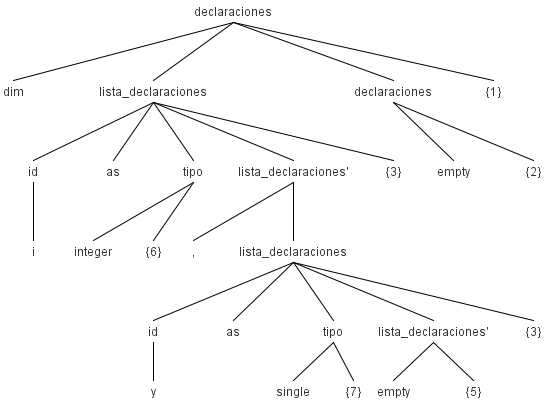 declaraciones
dim lista_declaraciones declaraciones {1}
id as tipo lista_declaraciones' {3} empty {2}
i integer {6} , lista_declaraciones
id as tipo lista_declaraciones' {3}
y single {7} empty {5}